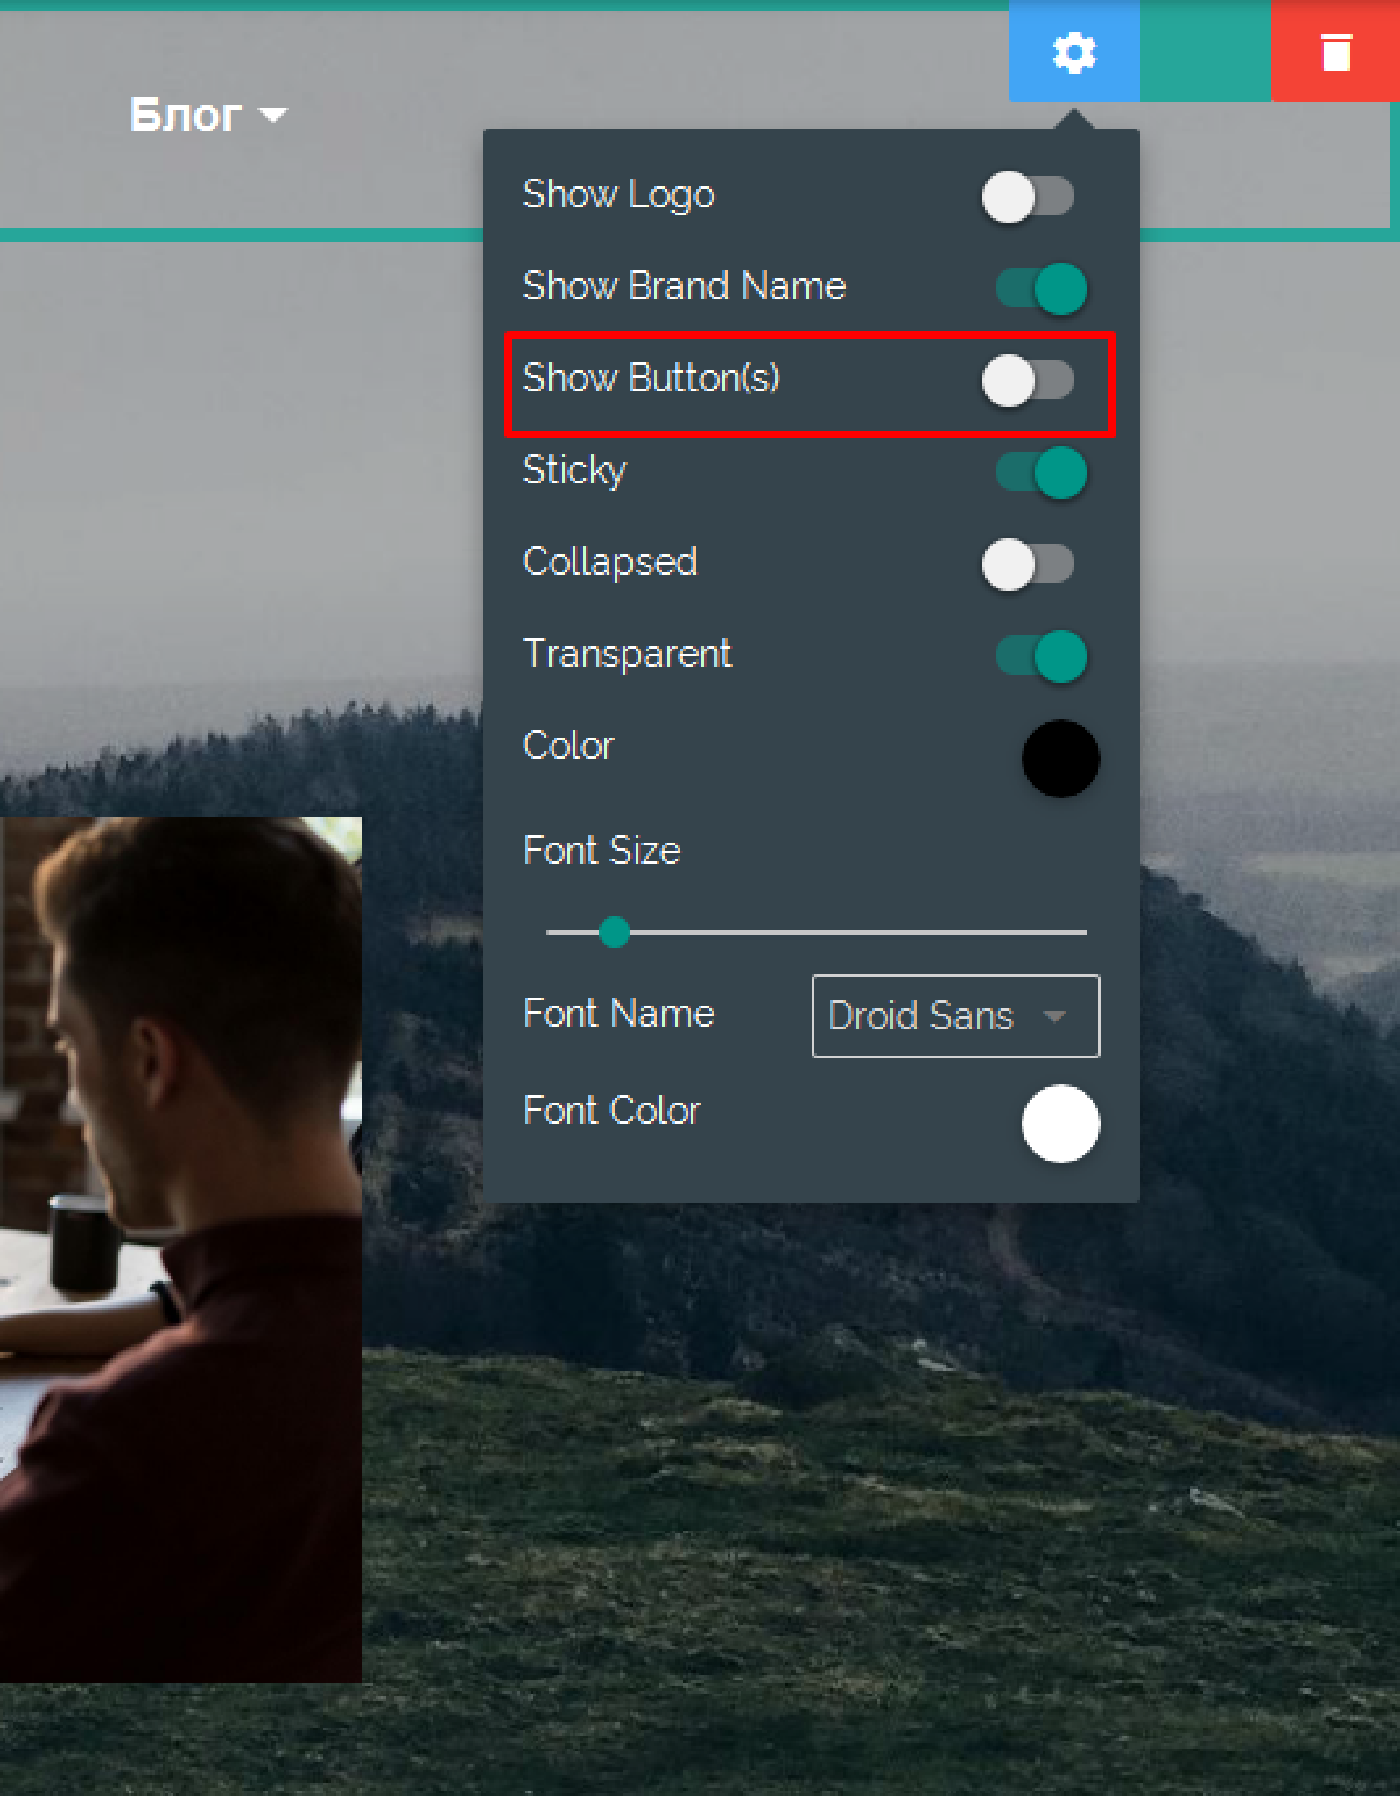 Блог
Show Logo
Show Brand Name
Show Button(s)
Sticky
Collapsed
Transparent
Color
Font Size
Font Name
Droid Sans
Font Color